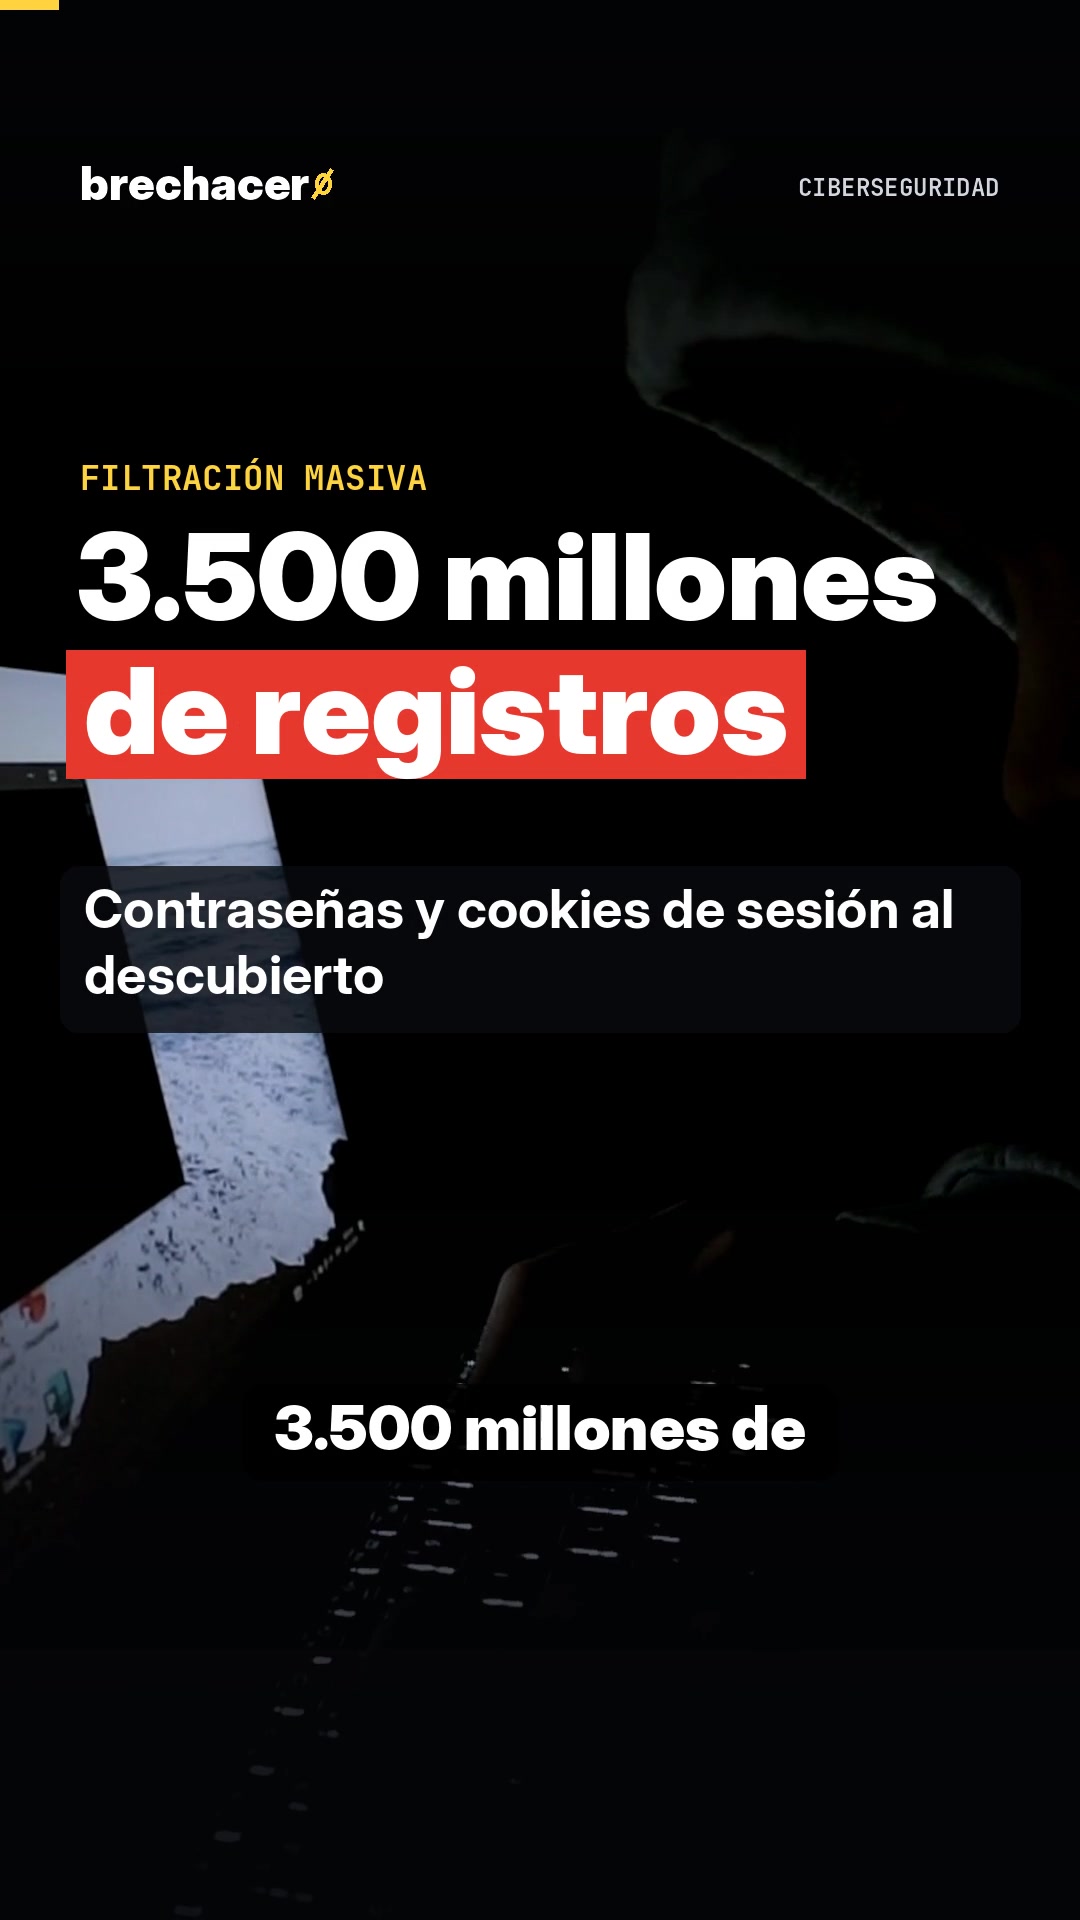 brechacerø
CIBERSEGURIDAD
FILTRACIÓN MASIVA
3.500 millones
de registros
Contraseñas y cookies de sesión al
descubierto
3.500 millones de